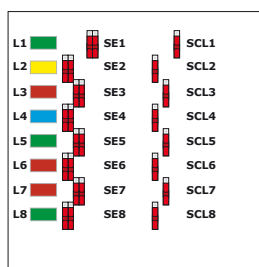 L1 SE1 SCL1
L2 SE2 SCL2
L3 SE3 SCL3
L4 SE4 SCL4
L5 SE5 SCL5
L6 SE6 SCL6
L7 SE7 SCL7
L8 SE8 SCL8